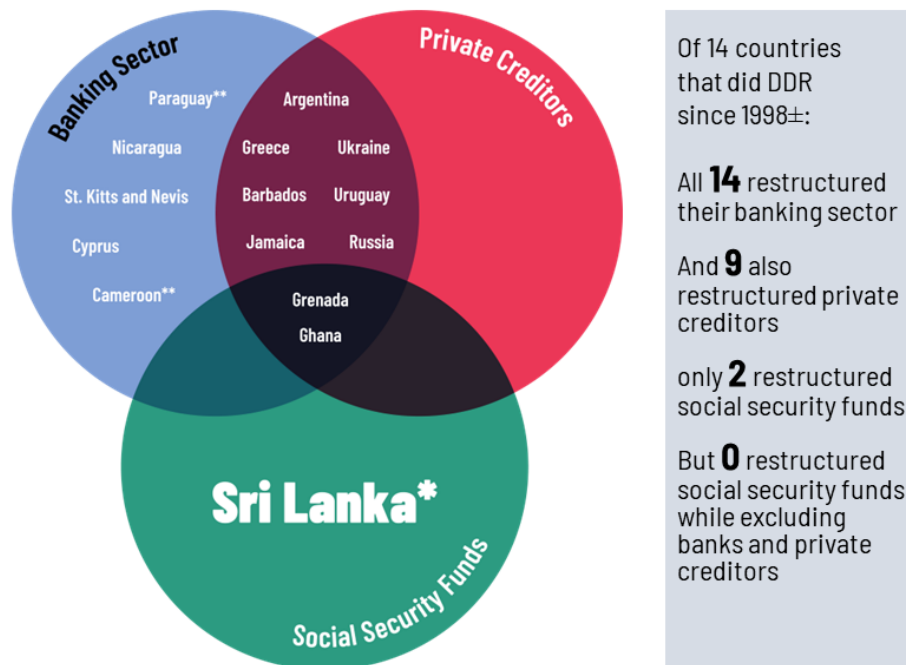 Banking Sector
Private Creditors
Paraguay**
Nicaragua
St. Kitts and Nevis
Cyprus
Cameroon**
Argentina
Greece Ukraine
Barbados Uruguay
Jamaica Russia
Grenada
Ghana
Sri Lanka*
Social Security Funds
Of 14 countries
that did DDR
since 1998±:
All 14 restructured
their banking sector
And 9 also
restructured private
creditors
only 2 restructured
social security funds
But 0 restructured
social security funds
while excluding
banks and private
creditors